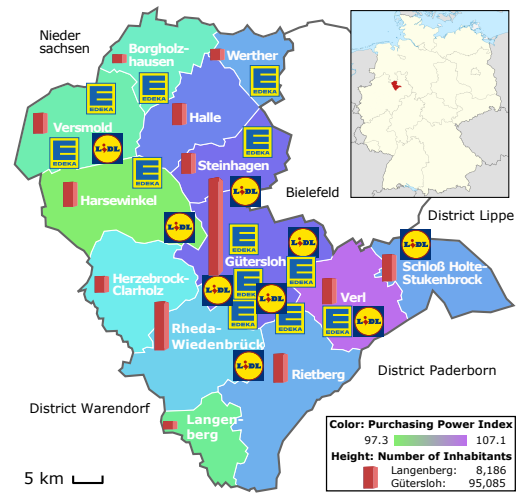 Nieder
sachsen
Borgholz-
hausen
Werther
EDEKA
EDEKA
EDEKA
Halle
Versmold
EDEKA
EDEKA
LiDL
EDEKA
Steinhagen
Harsewinkel
LiDL
Bielefeld
District Lippe
LiDL
EDEKA
LiDL
LiDL
Gütersloh
EDEKA
Schloß Holte-
Stukenbrock
Herzebrock-
Clarholz
LiDL
EDEKA
LiDL
Verl
EDEKA
EDEKA
EDEKA
LiDL
Rheda-
Wiedenbrück
LiDL
Rietberg
District Paderborn
District Warendorf
Langen-
berg
5 km
Color: Purchasing Power Index
97.3 107.1
Height: Number of Inhabitants
Langenberg: 8,186
Gütersloh: 95,085